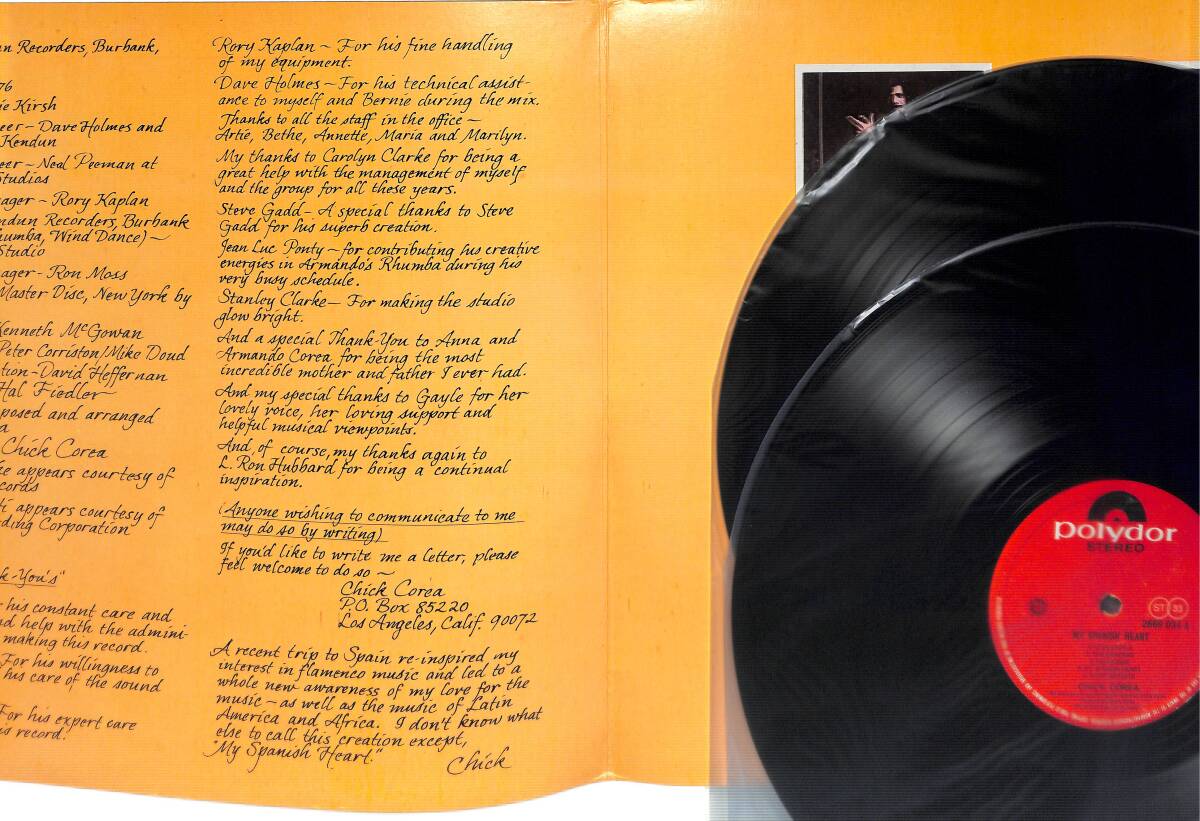 n Recorders, Burbank,
76
ie Kirsh
eer – Dave Holmes and
Kendun
eer – Neal Peeman at
Studios
ager – Rory Kaplan
ndun Recorders, Burbank
humba, Wind Dance) –
Studio
ager – Ron Moss
Master Disc, New York by
Kenneth McGowan
Peter Corriston/Mike Doud
tion – David Heffernan
Hal Fiedler
posed and arranged
a
Chick Corea
ke appears courtesy of
cords
ti appears courtesy of
ding Corporation
k-You's"
his constant care and
nd help with the admini-
making this record.
For his willingness to
his care of the sound
For his expert care
is record.
Rory Kaplan ~ For his fine handling
of my equipment.
Dave Holmes – For his technical assist-
ance to myself and Bernie during the mix.
Thanks to all the staff in the office –
Artie, Bethe, Annette, Maria and Marilyn.
My thanks to Carolyn Clarke for being a
great help with the management of myself
and the group for all these years.
Steve Gadd – A special thanks to Steve
Gadd for his superb creation.
Jean Luc Ponty – for contributing his creative
energies in Armando's Rhumba during his
very busy schedule.
Stanley Clarke – For making the studio
glow bright.
And a special Thank-You to Anna and
Armando Corea for being the most
incredible mother and father I ever had.
And my special thanks to Gayle for her
lovely voice, her loving support and
helpful musical viewpoints.
And, of course, my thanks again to
L. Ron Hubbard for being a continual
inspiration.
(Anyone wishing to communicate to me
may do so by writing)
If you'd like to write me a letter, please
feel welcome to do so ~
Chick Corea
P.O. Box 85220
Los Angeles, Calif. 90072
A recent trip to Spain re-inspired my
interest in flamenco music and led to a
whole new awareness of my love for the
music – as well as the music of Latin
America and Africa. I don't know what
else to call this creation except,
"My Spanish Heart."
Chick
polydor
STEREO
ST 33
2669 034
MY SPANISH HEART
CHICK COREA